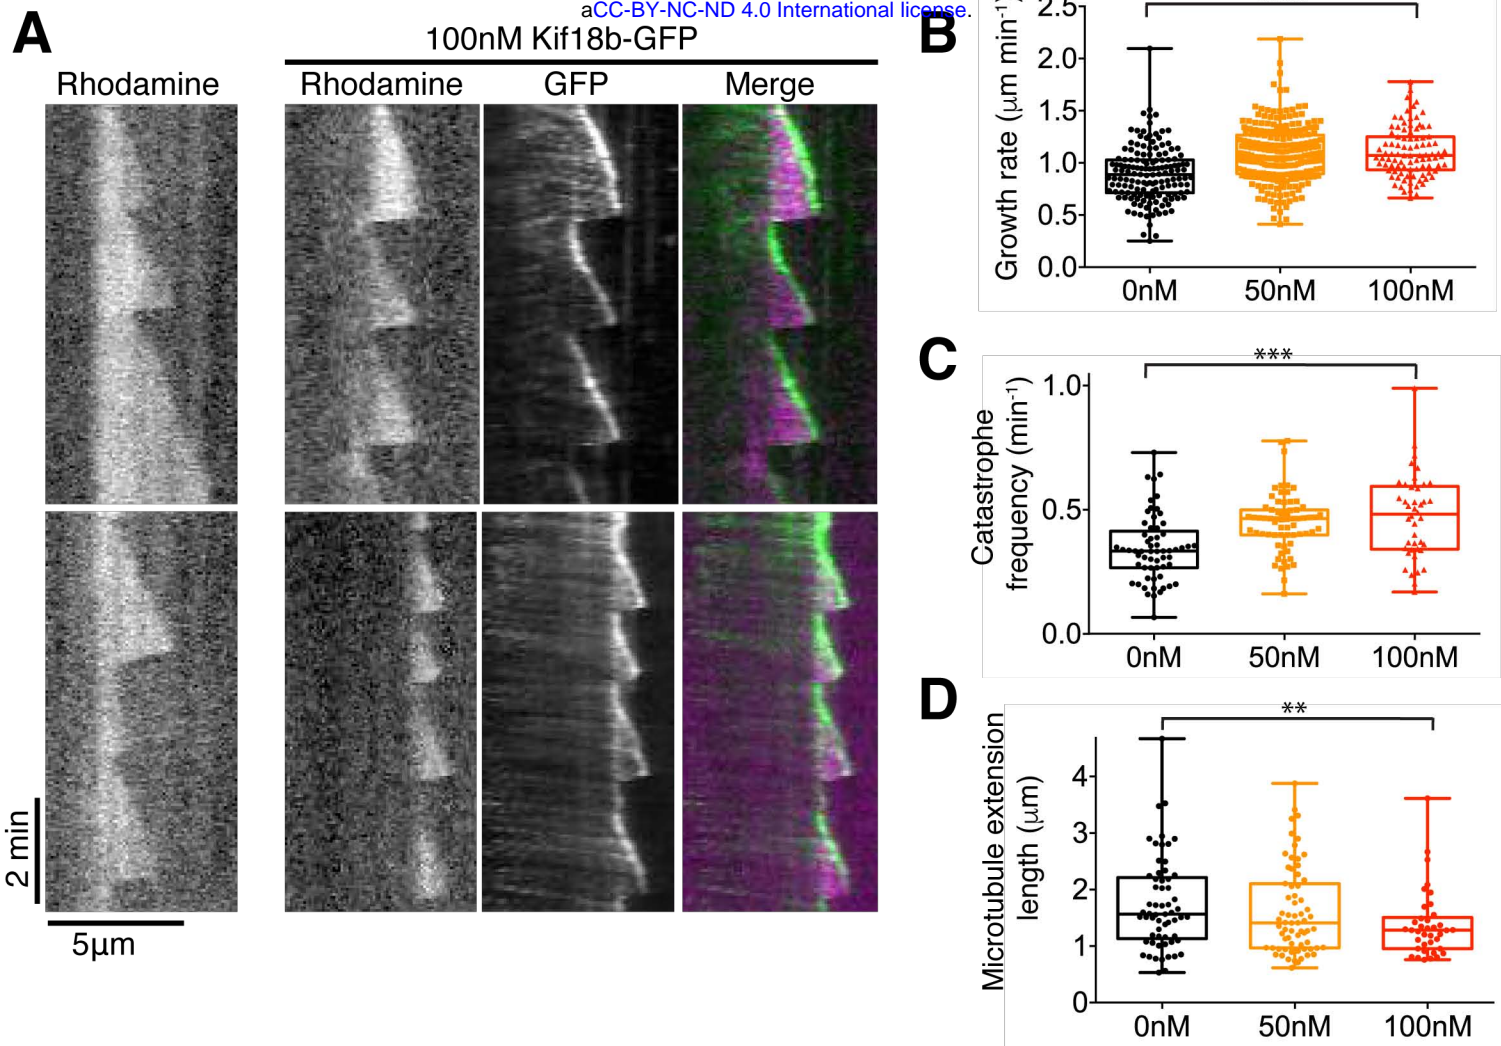 aCC-BY-NC-ND 4.0 International license.
A
100nM Kif18b-GFP
Rhodamine
Rhodamine
GFP
Merge
2 min
5μm
B
Growth rate (μm min-1)
2.5
2.0
1.5
1.0
0.5
0.0
0nM
50nM
100nM
C
***
Catastrophe
frequency (min-1)
1.0
0.5
0.0
0nM
50nM
100nM
D
**
Microtubule extension
length (μm)
4
3
2
1
0
0nM
50nM
100nM